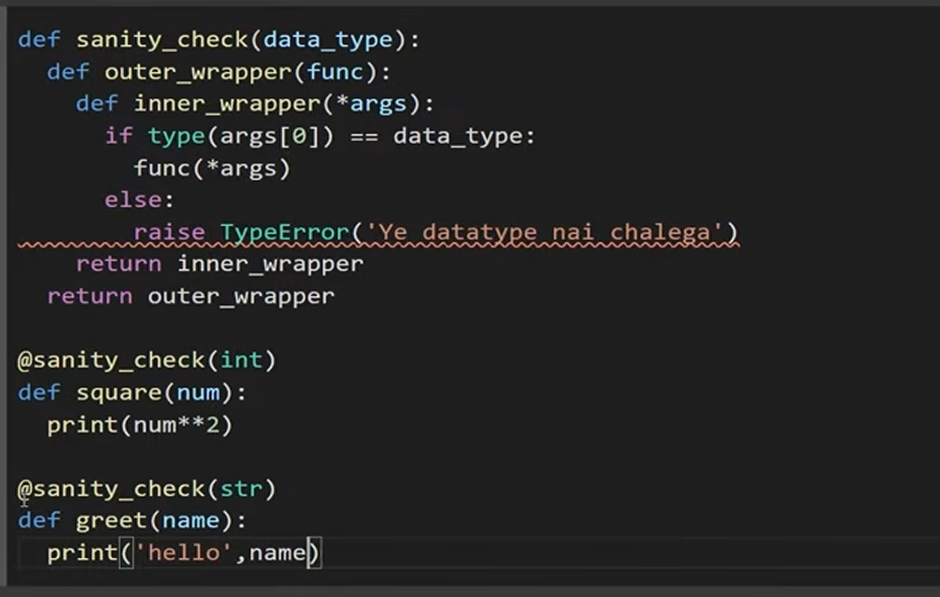 def sanity_check(data_type):
  def outer_wrapper(func):
    def inner_wrapper(*args):
      if type(args[0]) == data_type:
        func(*args)
      else:
        raise TypeError('Ye datatype nai chalega')
    return inner_wrapper
  return outer_wrapper

@sanity_check(int)
def square(num):
  print(num**2)

@sanity_check(str)
def greet(name):
  print('hello',name)